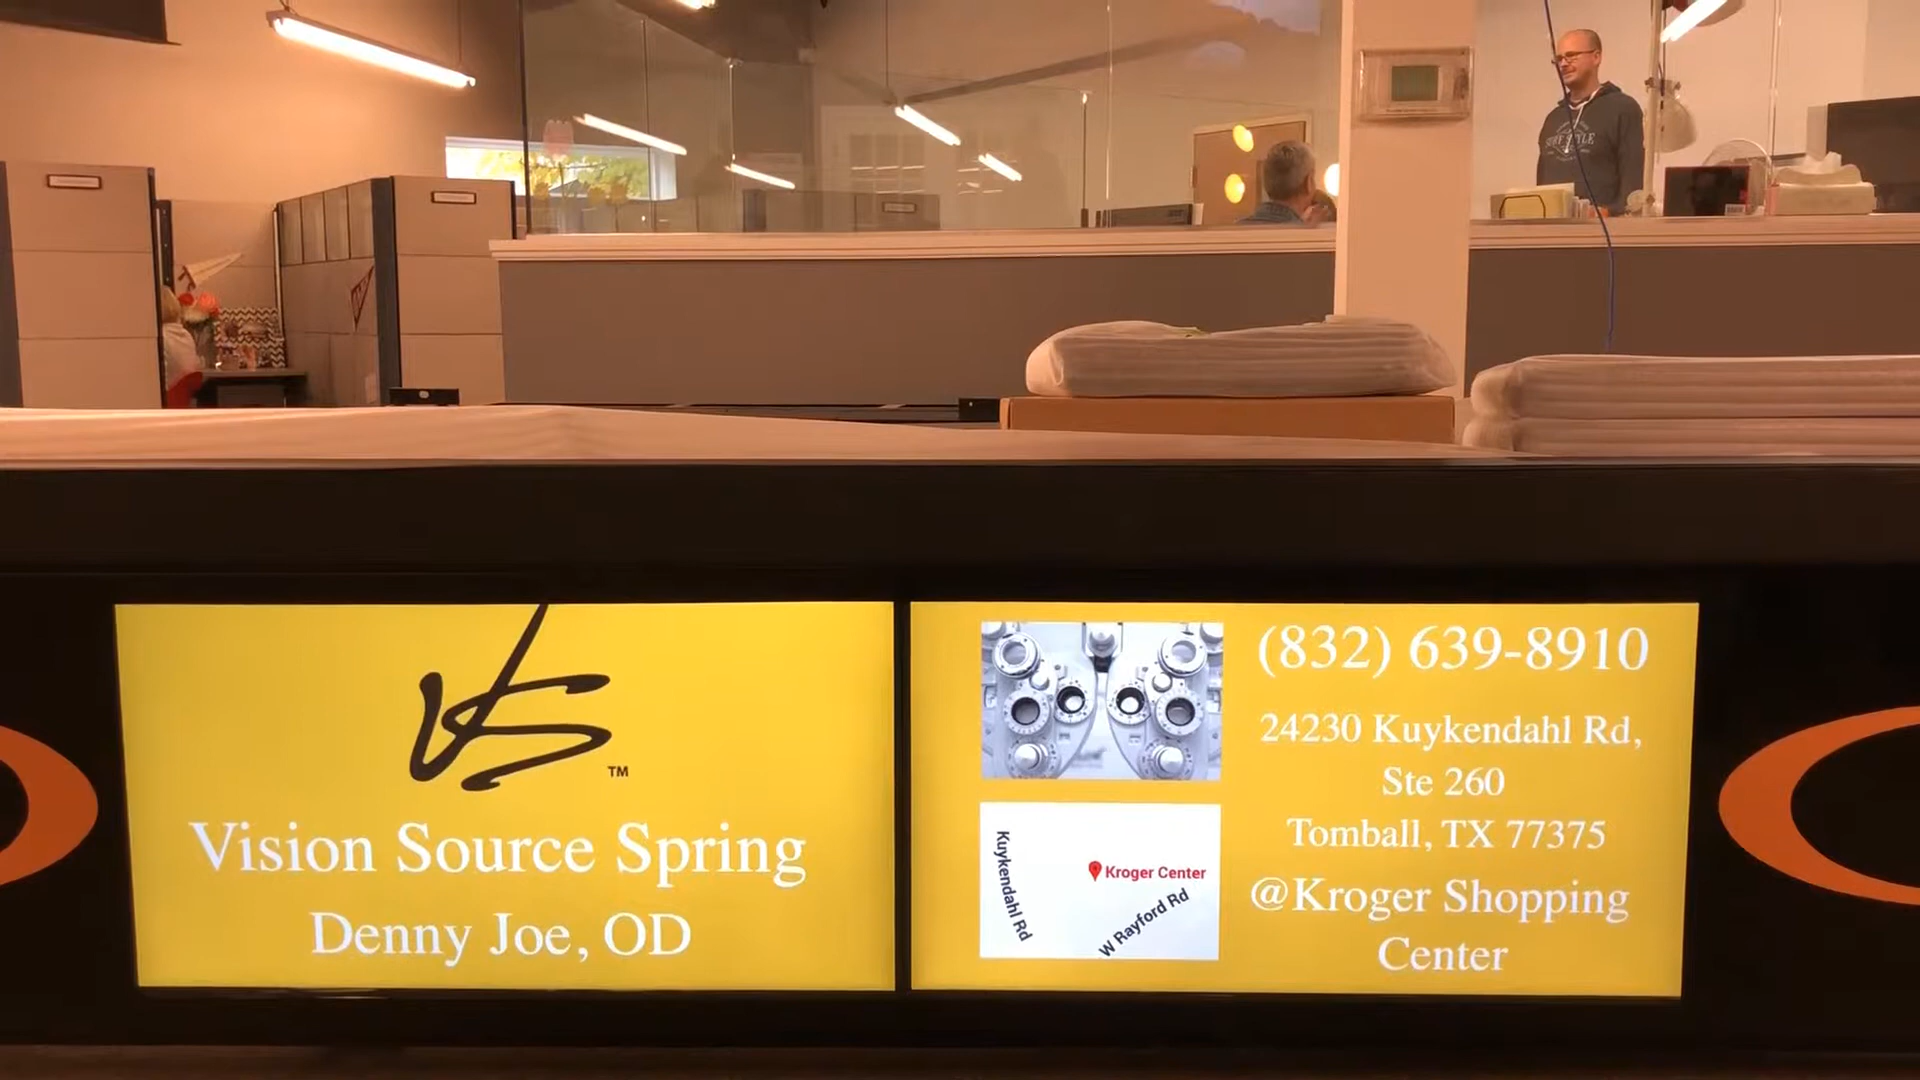 VS
TM
Vision Source Spring
Denny Joe, OD
(832) 639-8910
24230 Kuykendahl Rd,
Ste 260
Tomball, TX 77375
@Kroger Shopping
Center
Kuykendahl Rd
Kroger Center
W Rayford Rd